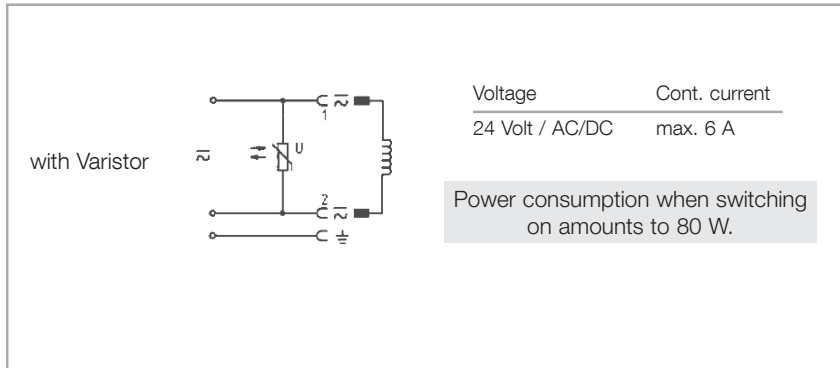 with Varistor
1
U
2
Voltage Cont. current
24 Volt / AC/DC max. 6 A
Power consumption when switching
on amounts to 80 W.